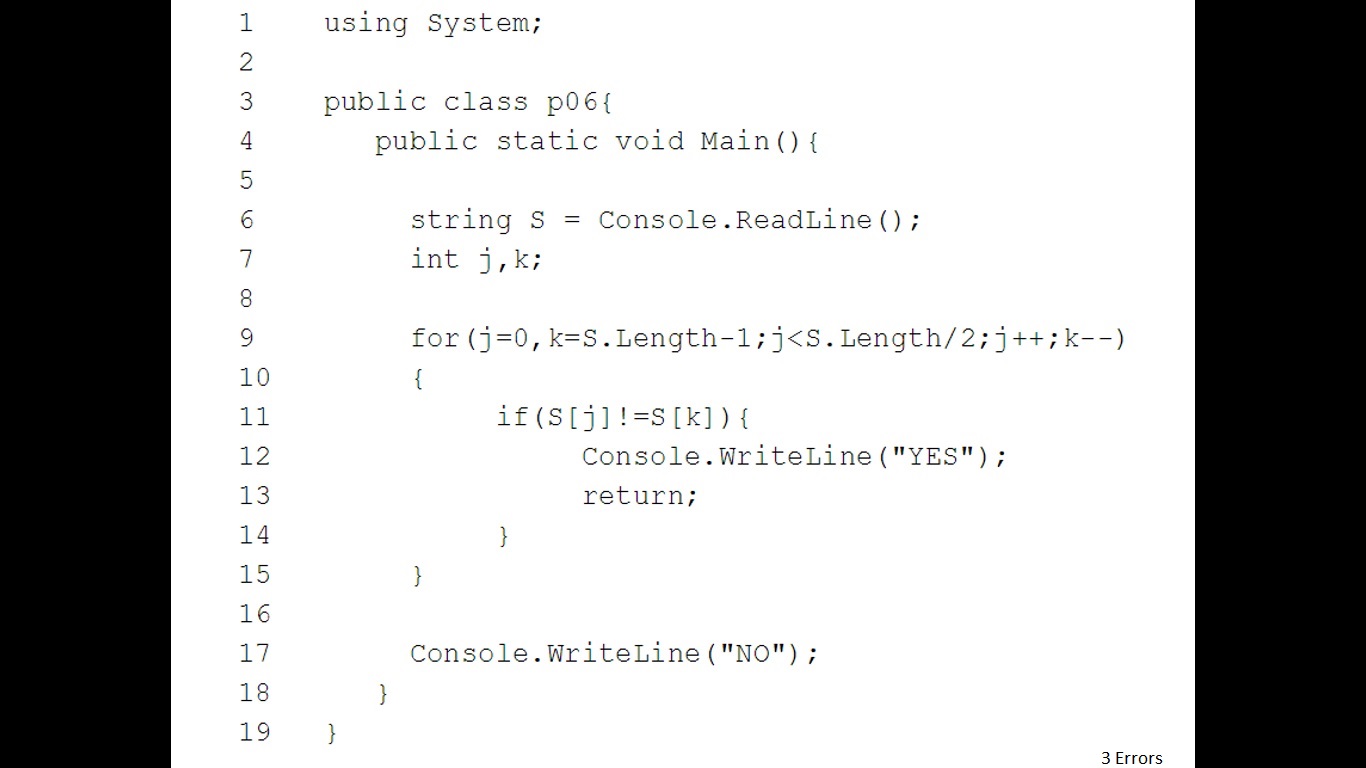 1 using System;
2
3 public class p06{
4 public static void Main(){
5
6 string S = Console.ReadLine();
7 int j,k;
8
9 for(j=0,k=S.Length-1;j<S.Length/2;j++;k--)
10 {
11 if(S[j]!=S[k]){
12 Console.WriteLine("YES");
13 return;
14 }
15 }
16
17 Console.WriteLine("NO");
18 }
19 }
3 Errors